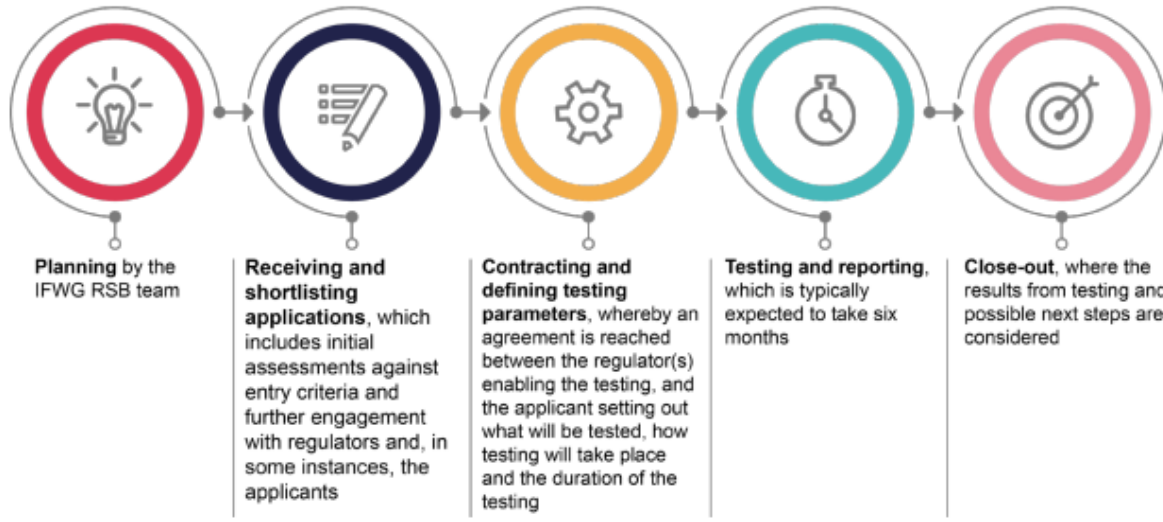 Planning by the
IFWG RSB team
Receiving and
shortlisting
applications, which
includes initial
assessments against
entry criteria and
further engagement
with regulators and, in
some instances, the
applicants
Contracting and
defining testing
parameters, whereby an
agreement is reached
between the regulator(s)
enabling the testing, and
the applicant setting out
what will be tested, how
testing will take place
and the duration of the
testing
Testing and reporting,
which is typically
expected to take six
months
Close-out, where the
results from testing and
possible next steps are
considered